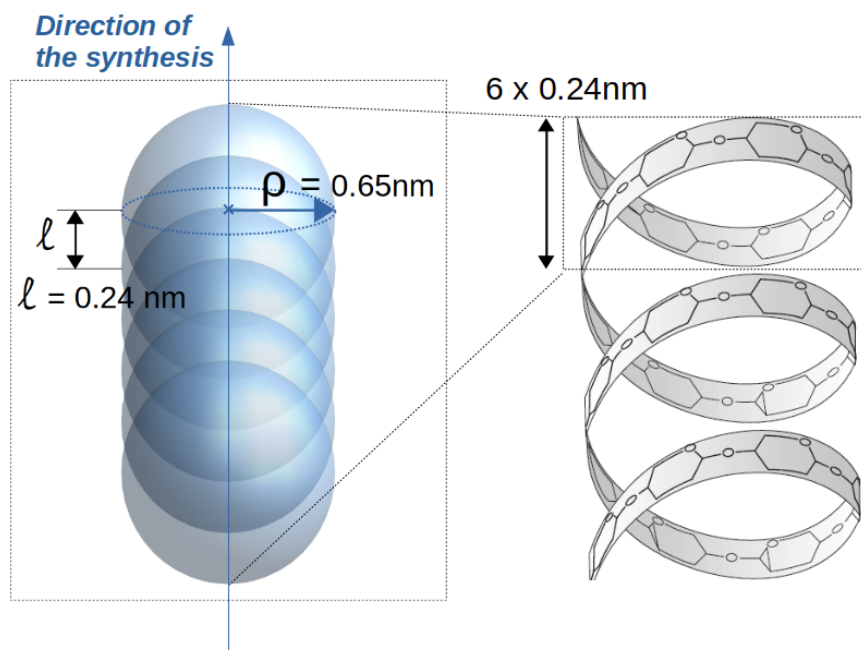 Direction of
the synthesis
6 x 0.24nm
ρ = 0.65nm
ℓ
ℓ = 0.24 nm